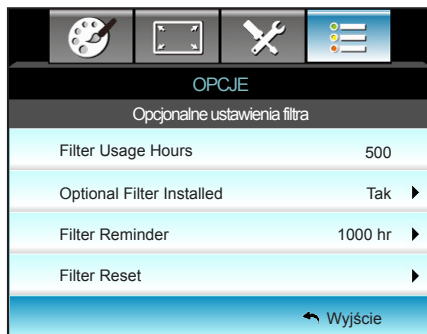 OPCJE
Opcjonalne ustawienia filtra
Filter Usage Hours 500
Optional Filter Installed Tak
Filter Reminder 1000 hr
Filter Reset
Wyjście